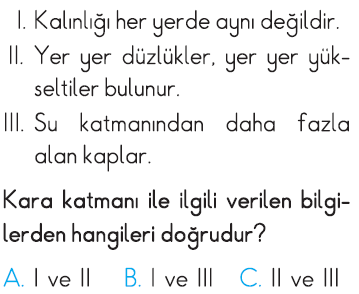 I. Kalınlığı her yerde aynı değildir.
II. Yer yer düzlükler, yer yer yük-
seltiler bulunur.
III. Su katmanından daha fazla
alan kaplar.
Kara katmanı ile ilgili verilen bilgi-
lerden hangileri doğrudur?
A. I ve II B. I ve III C. II ve III